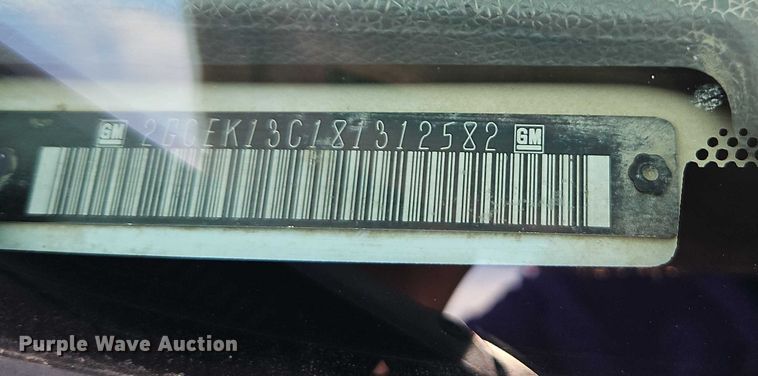 GM 2GCEK13C181312582 GM
Purple Wave Auction